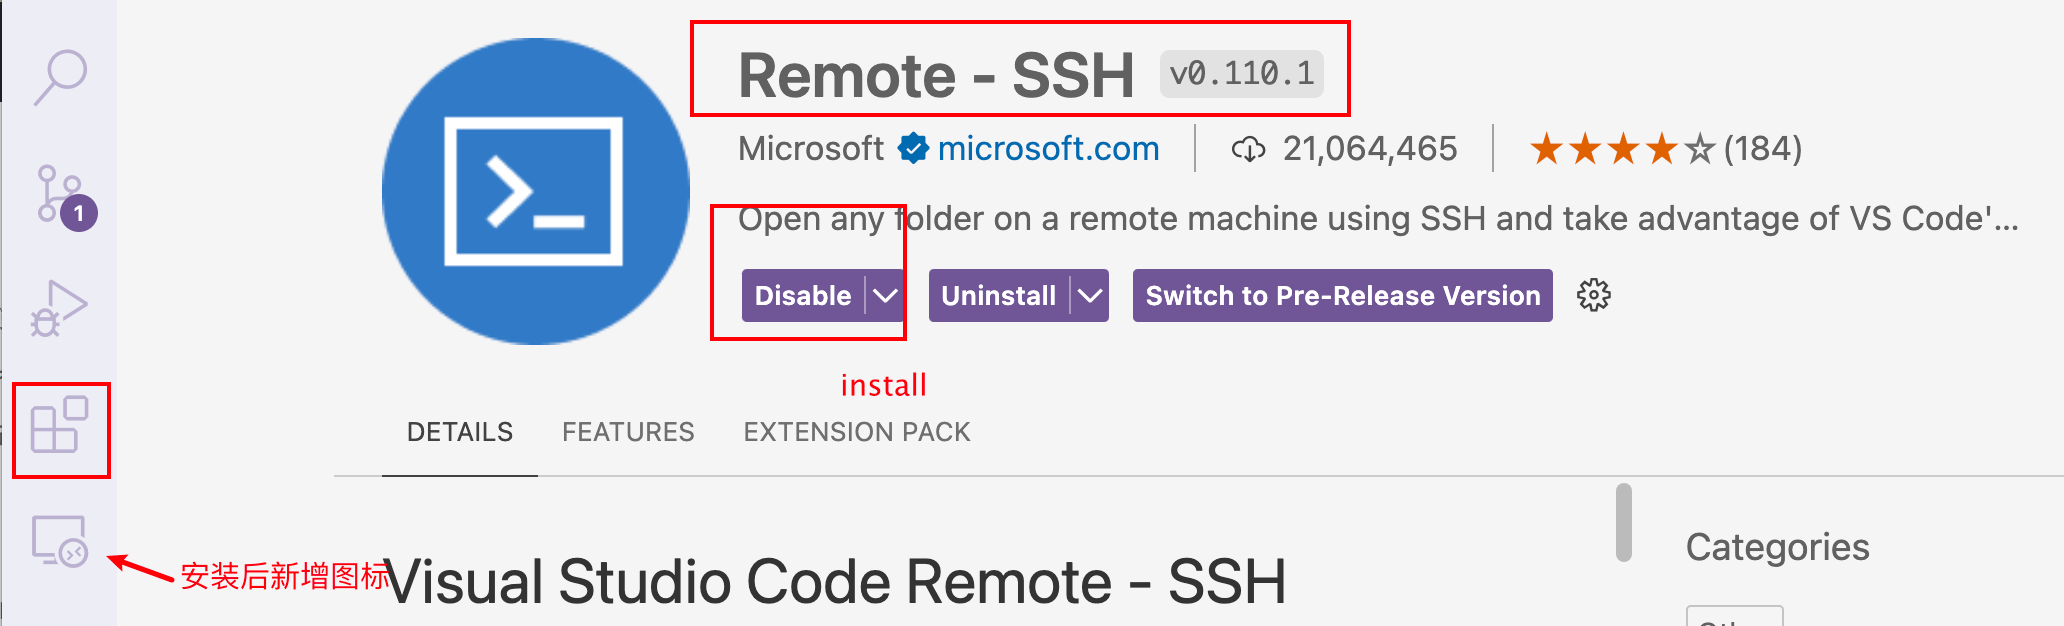 Remote - SSH v0.110.1
Microsoft microsoft.com 21,064,465 (184)
1
Open any folder on a remote machine using SSH and take advantage of VS Code'...
Disable Uninstall Switch to Pre-Release Version
install
DETAILS FEATURES EXTENSION PACK
Categories
安装后新增图标
Visual Studio Code Remote - SSH